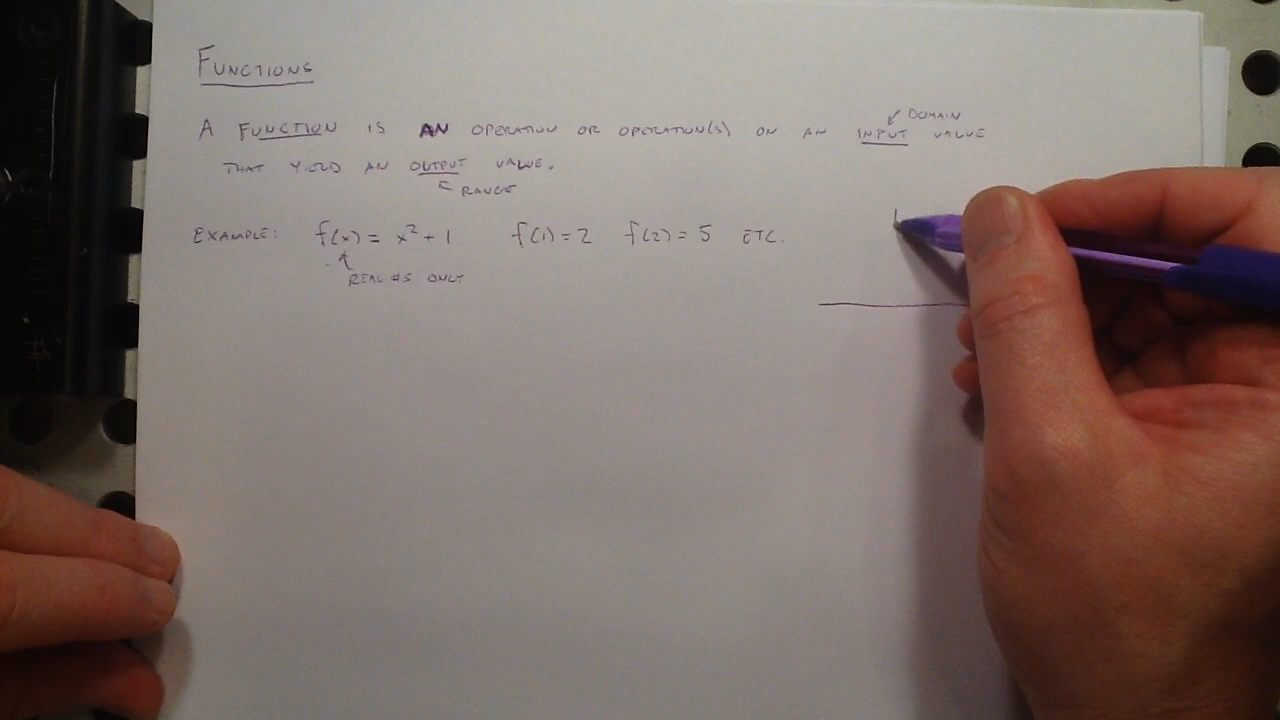 FUNCTIONS
↙ DOMAIN
A FUNCTION IS AN OPERATION OR OPERATION(S) ON AN INPUT VALUE
THAT YIELD AN OUTPUT VALUE.
RANGE
EXAMPLE: f(x) = x² + 1 f(1) = 2 f(2) = 5 ETC.
REAL #S ONLY